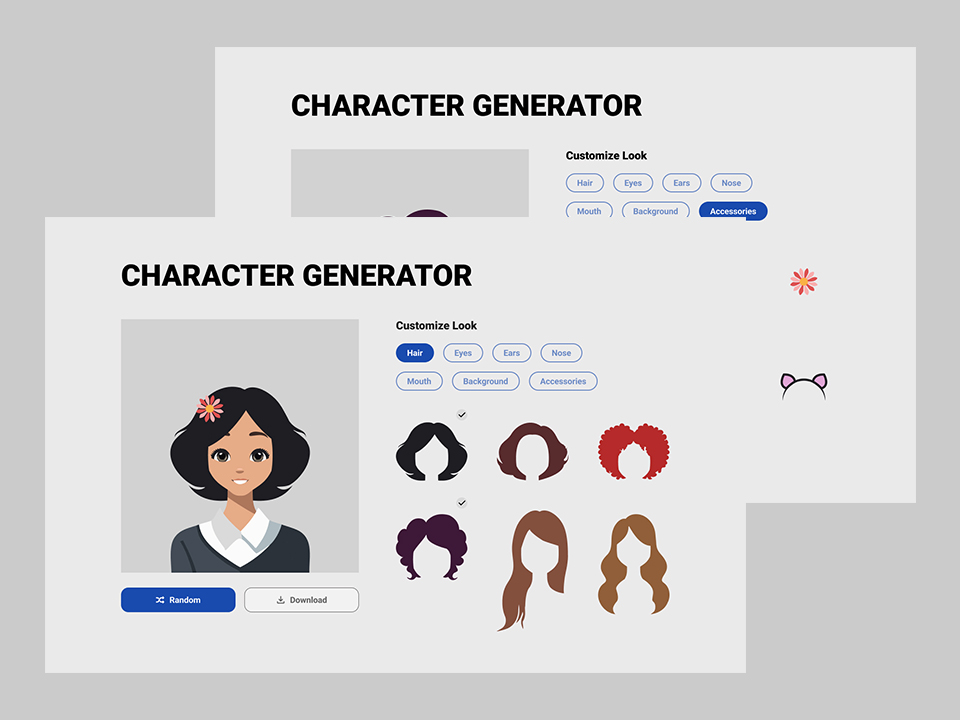 CHARACTER GENERATOR
Customize Look
Hair Eyes Ears Nose
Mouth Background Accessories
CHARACTER GENERATOR
Customize Look
Hair Eyes Ears Nose
Mouth Background Accessories
Random Download